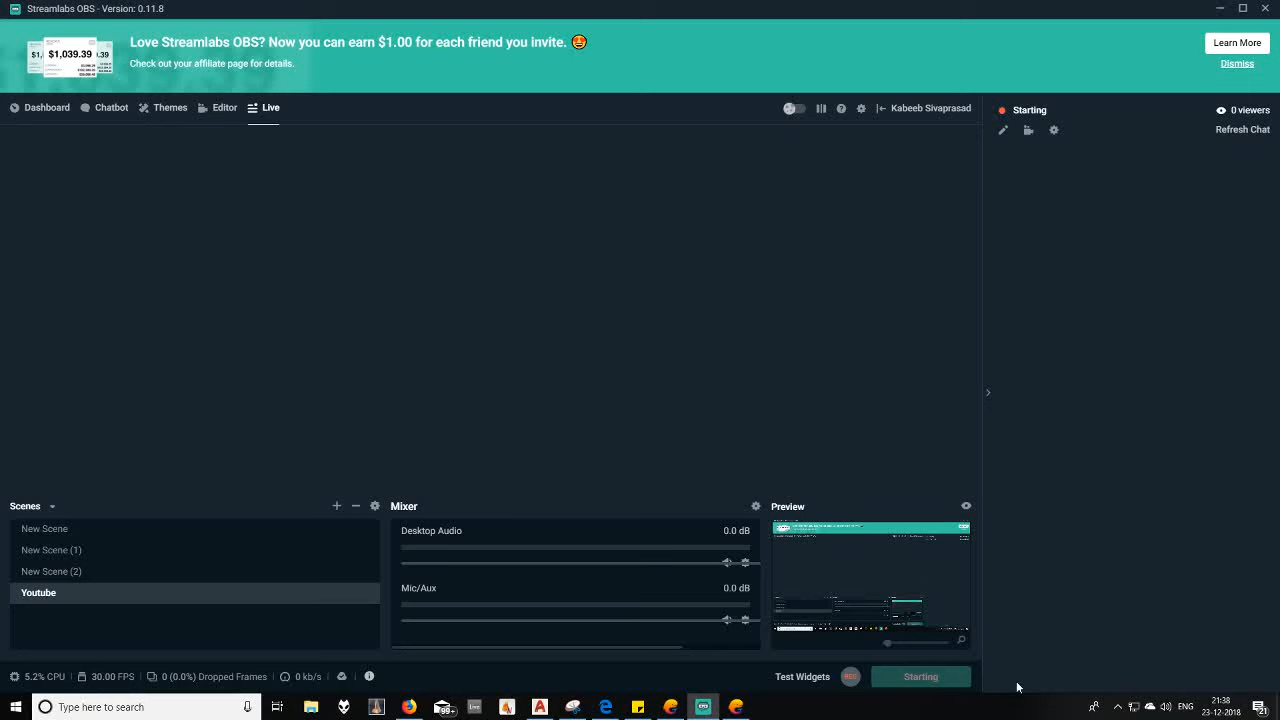 Streamlabs OBS - Version: 0.11.8
$1,039.39
Love Streamlabs OBS? Now you can earn $1.00 for each friend you invite.
Check out your affiliate page for details.
Learn More
Dismiss
Dashboard
Chatbot
Themes
Editor
Live
Kabeeb Sivaprasad
Starting
0 viewers
Refresh Chat
Scenes
New Scene
New Scene (1)
New Scene (2)
Youtube
Mixer
Desktop Audio
0.0 dB
Mic/Aux
0.0 dB
Preview
5.2% CPU
30.00 FPS
0 (0.0%) Dropped Frames
0 kb/s
Test Widgets
REC
Starting
Type here to search
99+
Live
21:38
23-12-2018